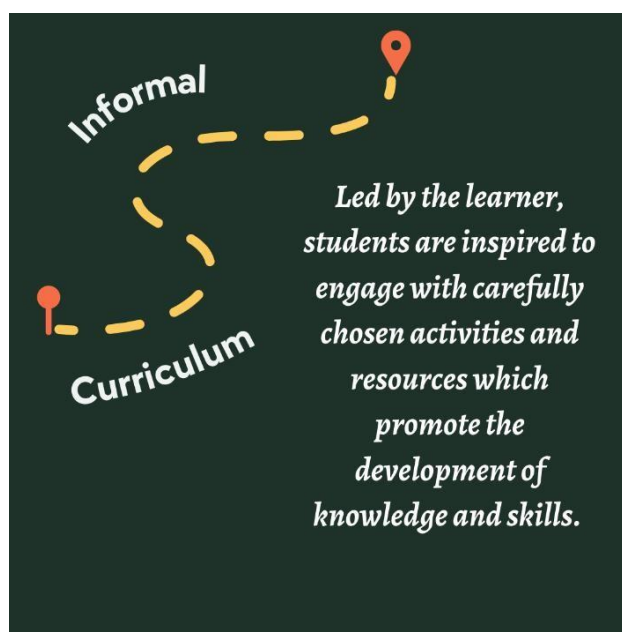 Informal
Curriculum
Led by the learner,
students are inspired to
engage with carefully
chosen activities and
resources which
promote the
development of
knowledge and skills.